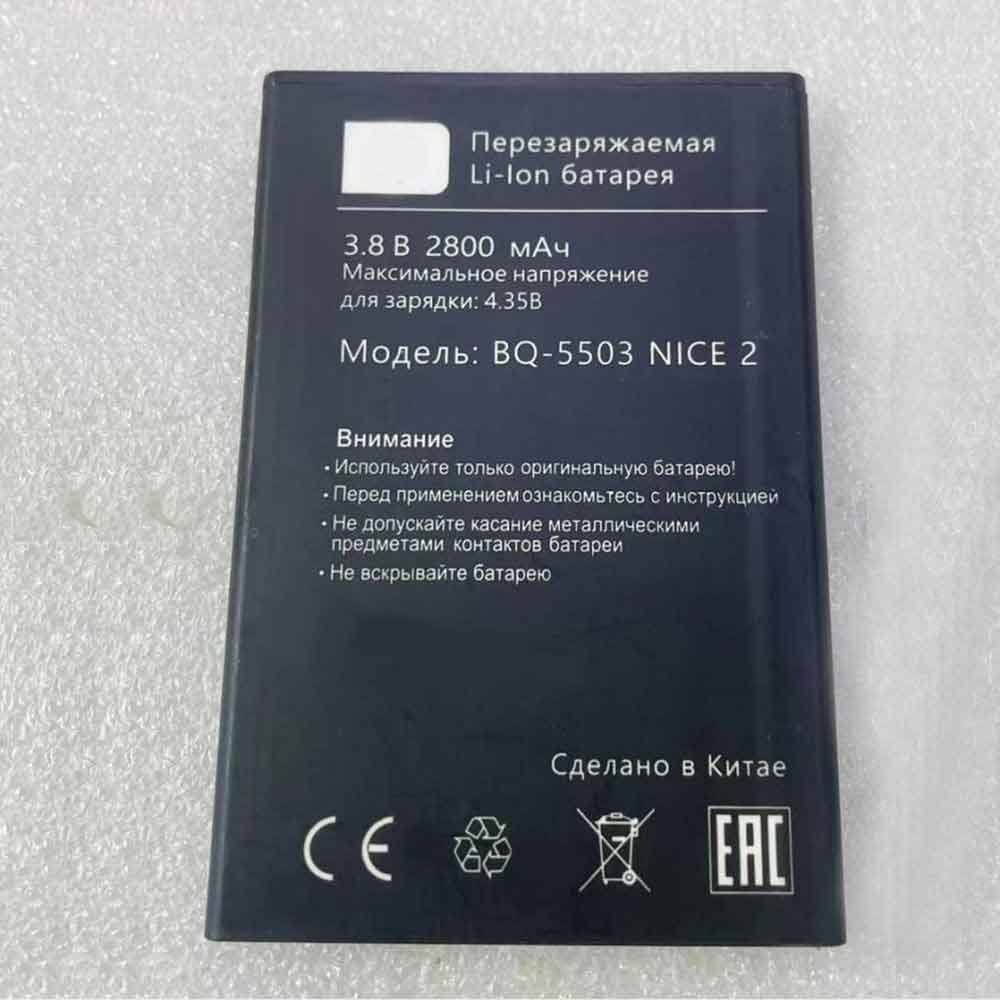 Перезаряжаемая
Li-Ion батарея
3.8 В 2800 мАч
Максимальное напряжение
для зарядки: 4.35В
Модель: BQ-5503 NICE 2
Внимание
• Используйте только оригинальную батарею!
• Перед применением ознакомьтесь с инструкцией
• Не допускайте касание металлическими
предметами контактов батареи
• Не вскрывайте батарею
Сделано в Китае
CE EAC